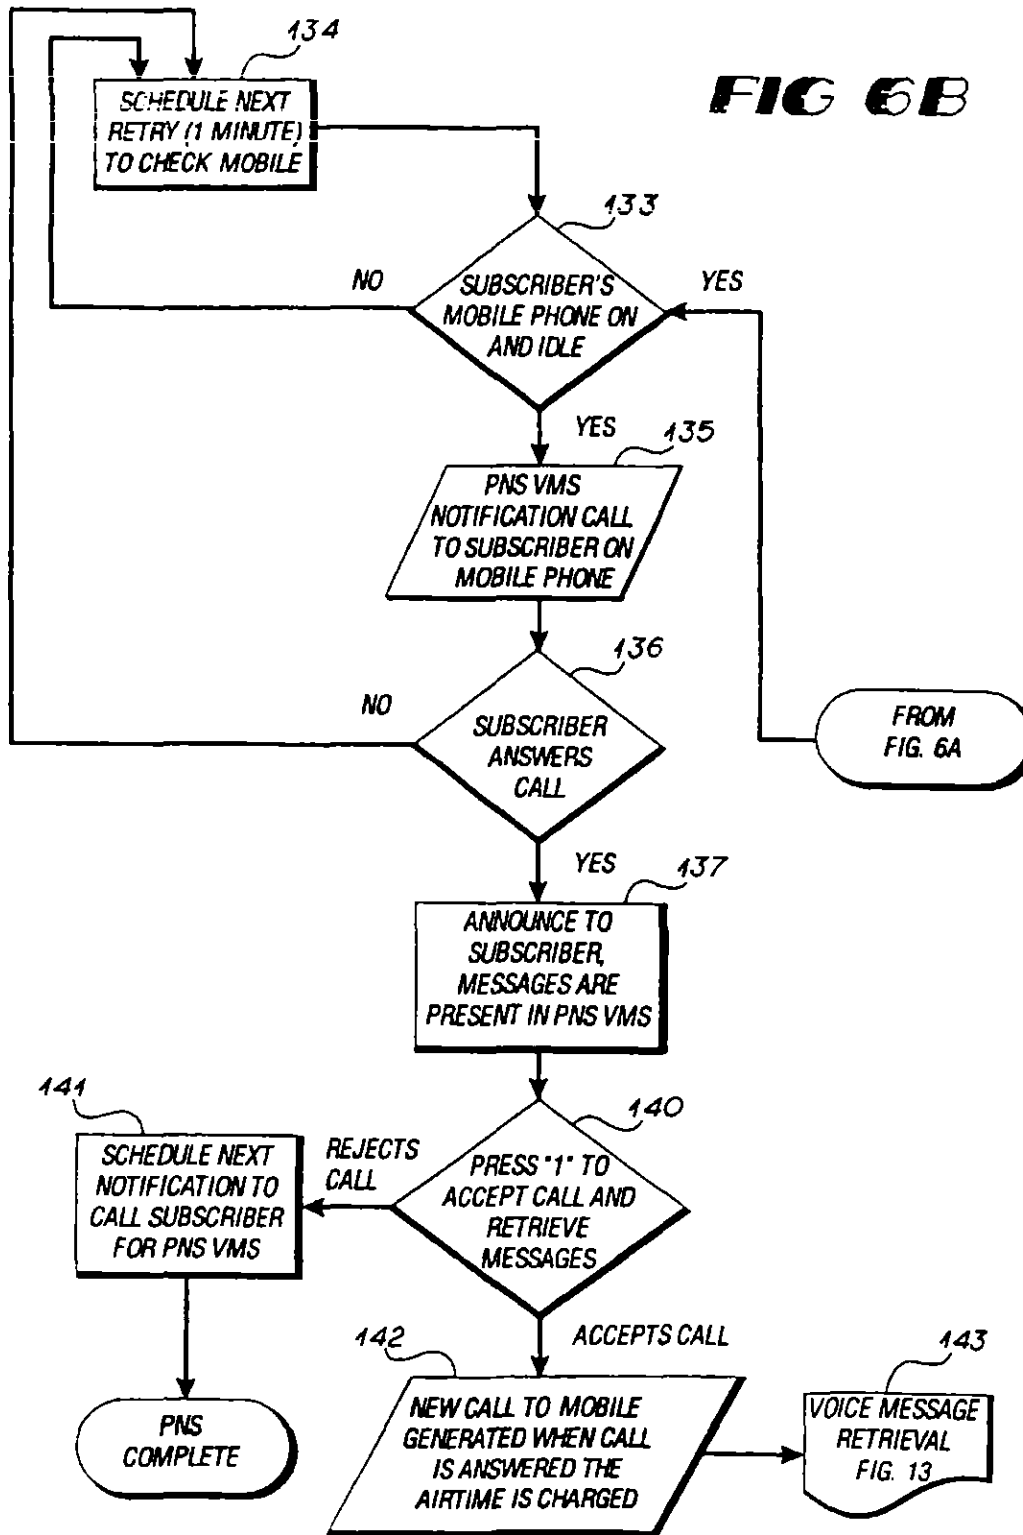 134
FIG 6B
SCHEDULE NEXT
RETRY (1 MINUTE)
TO CHECK MOBILE
133
NO
SUBSCRIBER'S
MOBILE PHONE ON
AND IDLE
YES
YES
135
PNS VMS
NOTIFICATION CALL
TO SUBSCRIBER ON
MOBILE PHONE
136
NO
SUBSCRIBER
ANSWERS
CALL
FROM
FIG. 6A
YES
137
ANNOUNCE TO
SUBSCRIBER,
MESSAGES ARE
PRESENT IN PNS VMS
141
140
SCHEDULE NEXT
NOTIFICATION TO
CALL SUBSCRIBER
FOR PNS VMS
REJECTS
CALL
PRESS "1" TO
ACCEPT CALL AND
RETRIEVE
MESSAGES
ACCEPTS CALL
142
143
PNS
COMPLETE
NEW CALL TO MOBILE
GENERATED WHEN CALL
IS ANSWERED THE
AIRTIME IS CHARGED
VOICE MESSAGE
RETRIEVAL
FIG. 13